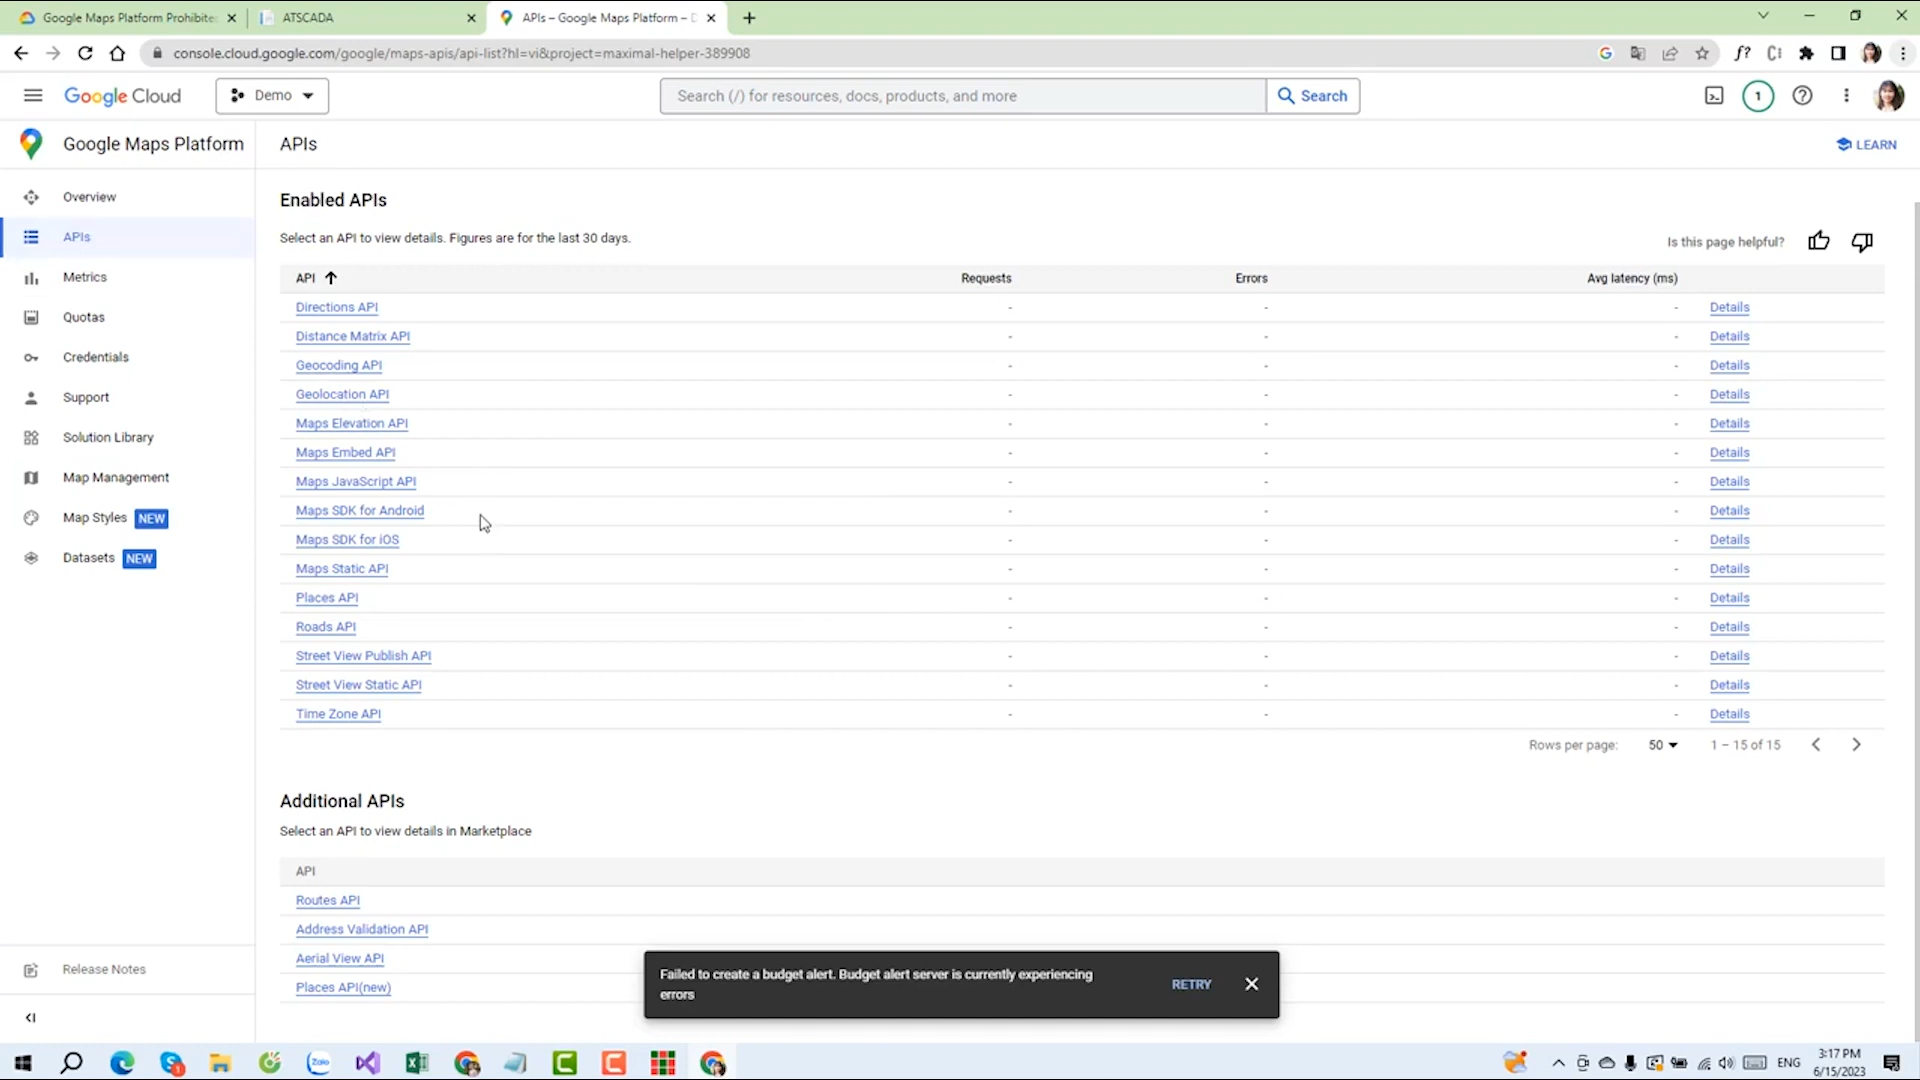 Google Maps Platform Prohibite
ATSCADA
APIs – Google Maps Platform – D
console.cloud.google.com/google/maps-apis/api-list?hl=vi&project=maximal-helper-389908
Google Cloud
Demo
Search (/) for resources, docs, products, and more
Search
1
Google Maps Platform
APIs
LEARN
Overview
APIs
Metrics
Quotas
Credentials
Support
Solution Library
Map Management
Map Styles NEW
Datasets NEW
Release Notes
Enabled APIs
Select an API to view details. Figures are for the last 30 days.
Is this page helpful?
API Requests Errors Avg latency (ms)
Directions API - - - Details
Distance Matrix API - - - Details
Geocoding API - - - Details
Geolocation API - - - Details
Maps Elevation API - - - Details
Maps Embed API - - - Details
Maps JavaScript API - - - Details
Maps SDK for Android - - - Details
Maps SDK for iOS - - - Details
Maps Static API - - - Details
Places API - - - Details
Roads API - - - Details
Street View Publish API - - - Details
Street View Static API - - - Details
Time Zone API - - - Details
Rows per page: 50 1 – 15 of 15
Additional APIs
Select an API to view details in Marketplace
API
Routes API
Address Validation API
Aerial View API
Places API(new)
Failed to create a budget alert. Budget alert server is currently experiencing
errors
RETRY
Zalo
ENG
3:17 PM
6/15/2023